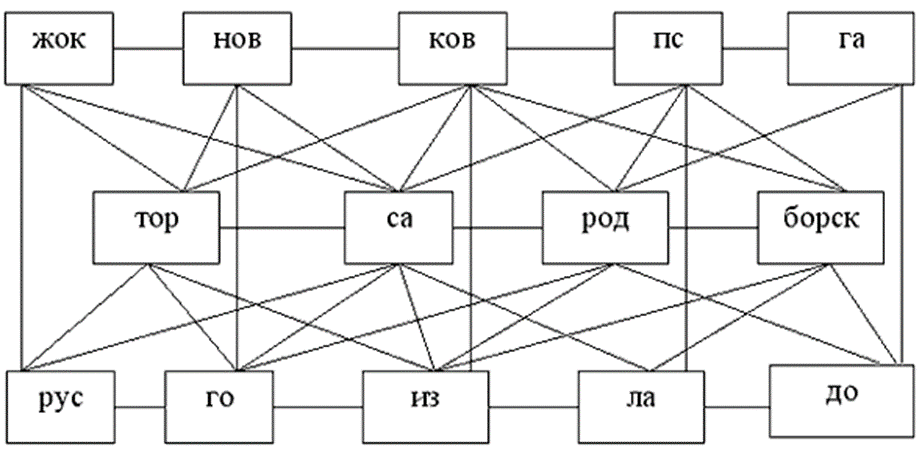 жок нов ков пс га
тор са род борск
рус го из ла до